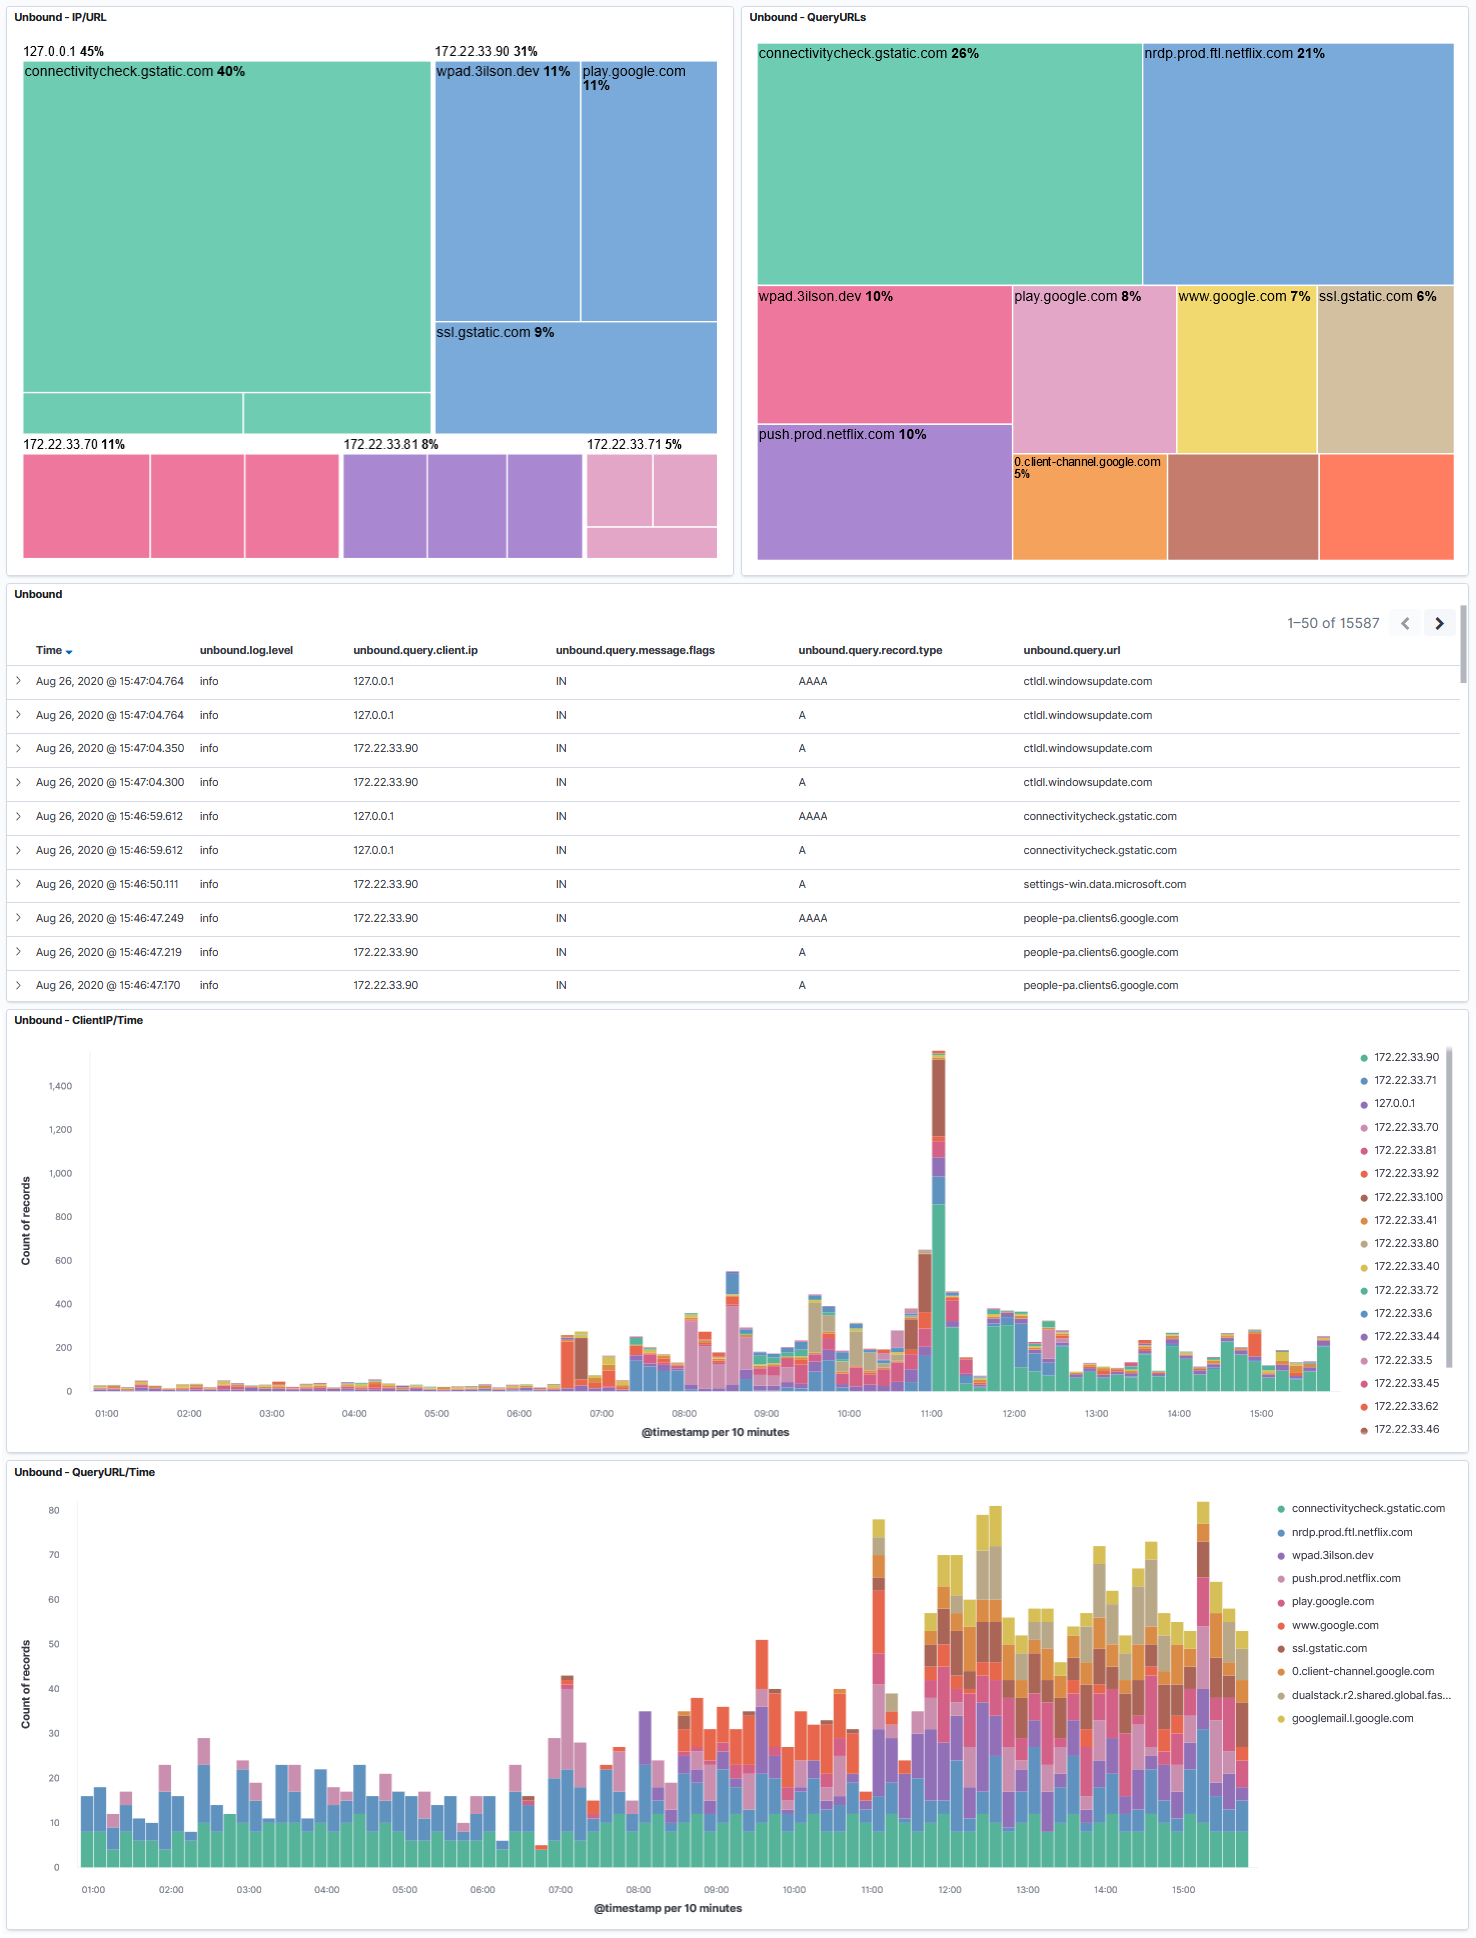 Unbound - IP/URL
127.0.0.1 45%
connectivitycheck.gstatic.com 40%
172.22.33.90 31%
wpad.3ilson.dev 11%
play.google.com
11%
ssl.gstatic.com 9%
172.22.33.70 11%
172.22.33.81 8%
172.22.33.71 5%
Unbound - QueryURLs
connectivitycheck.gstatic.com 26%
nrdp.prod.ftl.netflix.com 21%
wpad.3ilson.dev 10%
play.google.com 8%
www.google.com 7%
ssl.gstatic.com 6%
push.prod.netflix.com 10%
0.client-channel.google.com
5%
Unbound
1–50 of 15587
Time unbound.log.level unbound.query.client.ip unbound.query.message.flags unbound.query.record.type unbound.query.url
Aug 26, 2020 @ 15:47:04.764 info 127.0.0.1 IN AAAA ctldl.windowsupdate.com
Aug 26, 2020 @ 15:47:04.764 info 127.0.0.1 IN A ctldl.windowsupdate.com
Aug 26, 2020 @ 15:47:04.350 info 172.22.33.90 IN A ctldl.windowsupdate.com
Aug 26, 2020 @ 15:47:04.300 info 172.22.33.90 IN A ctldl.windowsupdate.com
Aug 26, 2020 @ 15:46:59.612 info 127.0.0.1 IN AAAA connectivitycheck.gstatic.com
Aug 26, 2020 @ 15:46:59.612 info 127.0.0.1 IN A connectivitycheck.gstatic.com
Aug 26, 2020 @ 15:46:50.111 info 172.22.33.90 IN A settings-win.data.microsoft.com
Aug 26, 2020 @ 15:46:47.249 info 172.22.33.90 IN AAAA people-pa.clients6.google.com
Aug 26, 2020 @ 15:46:47.219 info 172.22.33.90 IN A people-pa.clients6.google.com
Aug 26, 2020 @ 15:46:47.170 info 172.22.33.90 IN A people-pa.clients6.google.com
Unbound - ClientIP/Time
Count of records
1,400
1,200
1,000
800
600
400
200
0
01:00 02:00 03:00 04:00 05:00 06:00 07:00 08:00 09:00 10:00 11:00 12:00 13:00 14:00 15:00
@timestamp per 10 minutes
172.22.33.90
172.22.33.71
127.0.0.1
172.22.33.70
172.22.33.81
172.22.33.92
172.22.33.100
172.22.33.41
172.22.33.80
172.22.33.40
172.22.33.72
172.22.33.6
172.22.33.44
172.22.33.5
172.22.33.45
172.22.33.62
172.22.33.46
Unbound - QueryURL/Time
Count of records
80
70
60
50
40
30
20
10
0
01:00 02:00 03:00 04:00 05:00 06:00 07:00 08:00 09:00 10:00 11:00 12:00 13:00 14:00 15:00
@timestamp per 10 minutes
connectivitycheck.gstatic.com
nrdp.prod.ftl.netflix.com
wpad.3ilson.dev
push.prod.netflix.com
play.google.com
www.google.com
ssl.gstatic.com
0.client-channel.google.com
dualstack.r2.shared.global.fas...
googlemail.l.google.com